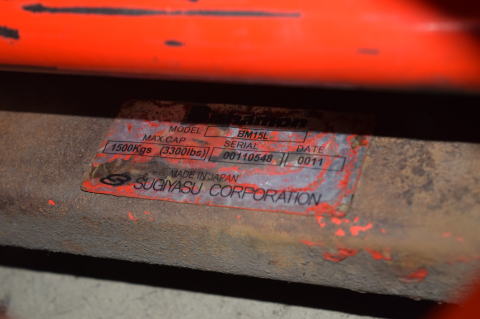 MODEL BM15L
MAX.CAP SERIAL DATE
1500Kgs (3300lbs) 00110548 0011
MADE IN JAPAN
SUGIYASU CORPORATION